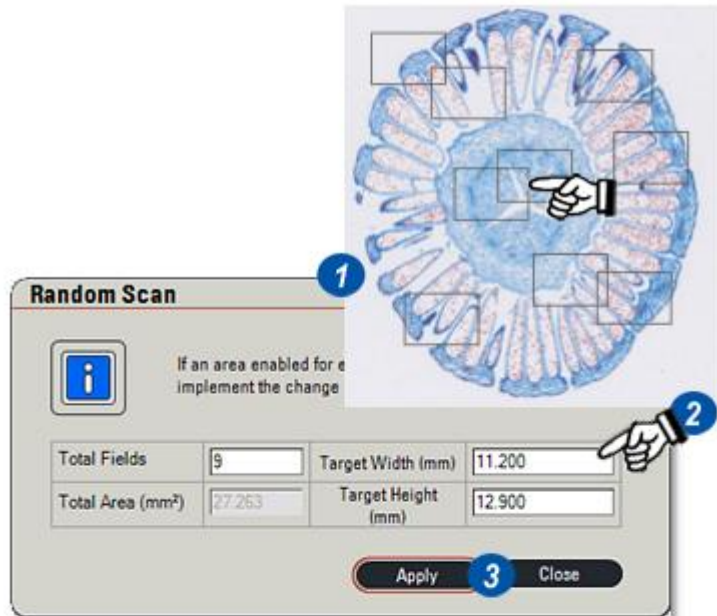 1
Random Scan
i
If an area enabled for e
implement the change
2
Total Fields 9 Target Width (mm) 11.200
Total Area (mm²) 27.263 Target Height (mm) 12.900
Apply 3 Close